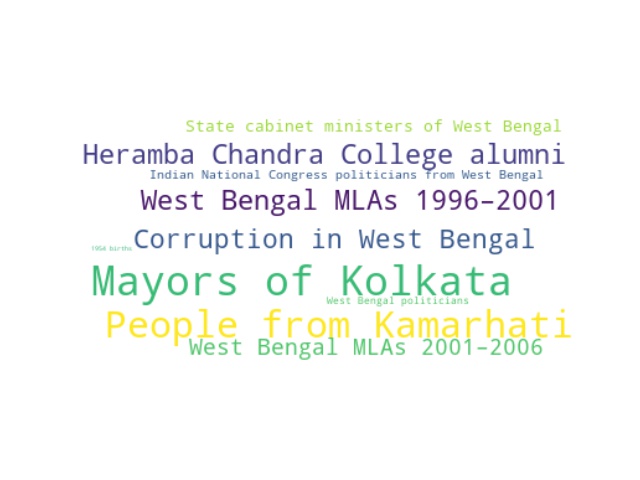 State cabinet ministers of West Bengal
Heramba Chandra College alumni
Indian National Congress politicians from West Bengal
West Bengal MLAs 1996–2001
Corruption in West Bengal
1954 births
Mayors of Kolkata
West Bengal politicians
People from Kamarhati
West Bengal MLAs 2001–2006